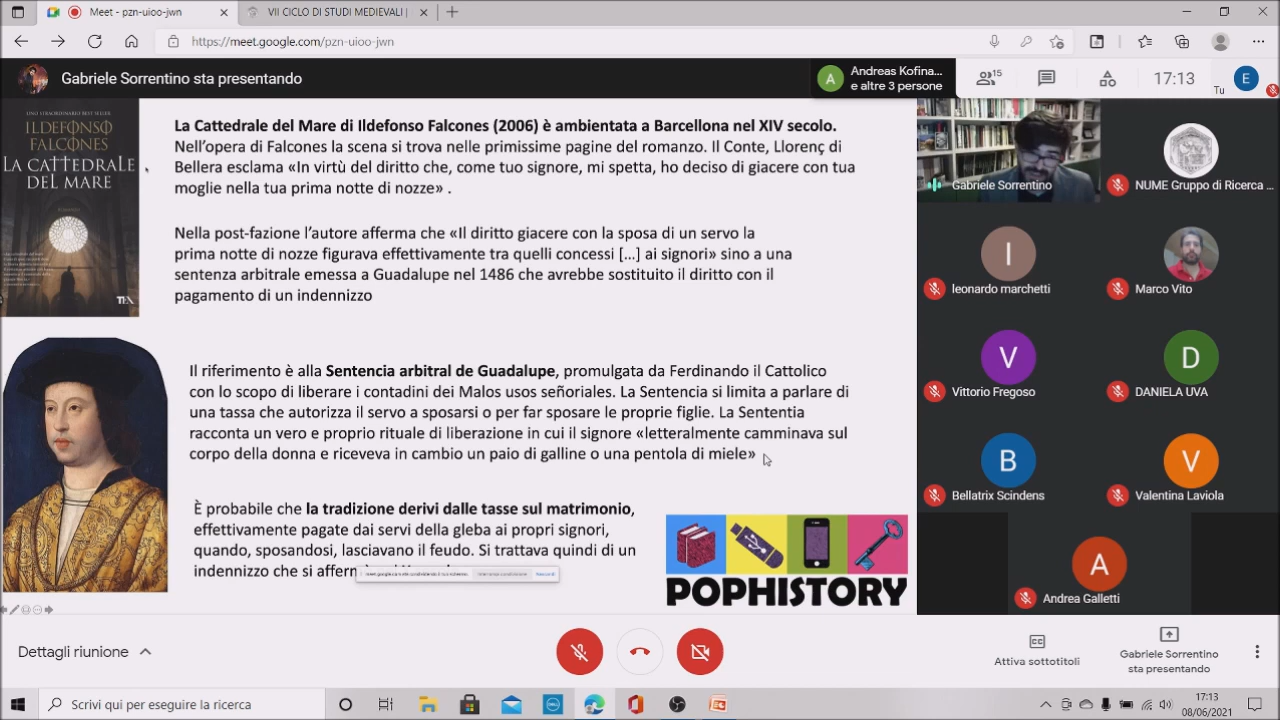 Meet - pzn-uioo-jwn
VII CICLO DI STUDI MEDIEVALI |
https://meet.google.com/pzn-uioo-jwn
Gabriele Sorrentino sta presentando
A
Andreas Kofina...
e altre 3 persone
15
17:13
Tu
E
ILDEFONSO
FALCONES
LA CATTEDRALE
DEL MARE
TEA
La Cattedrale del Mare di Ildefonso Falcones (2006) è ambientata a Barcellona nel XIV secolo.
Nell'opera di Falcones la scena si trova nelle primissime pagine del romanzo. Il Conte, Llorenç di
Bellera esclama «In virtù del diritto che, come tuo signore, mi spetta, ho deciso di giacere con tua
moglie nella tua prima notte di nozze» .
Nella post-fazione l'autore afferma che «Il diritto giacere con la sposa di un servo la
prima notte di nozze figurava effettivamente tra quelli concessi [...] ai signori» sino a una
sentenza arbitrale emessa a Guadalupe nel 1486 che avrebbe sostituito il diritto con il
pagamento di un indennizzo
Il riferimento è alla Sentencia arbitral de Guadalupe, promulgata da Ferdinando il Cattolico
con lo scopo di liberare i contadini dei Malos usos señoriales. La Sentencia si limita a parlare di
una tassa che autorizza il servo a sposarsi o per far sposare le proprie figlie. La Sententia
racconta un vero e proprio rituale di liberazione in cui il signore «letteralmente camminava sul
corpo della donna e riceveva in cambio un paio di galline o una pentola di miele»
È probabile che la tradizione derivi dalle tasse sul matrimonio,
effettivamente pagate dai servi della gleba ai propri signori,
quando, sposandosi, lasciavano il feudo. Si trattava quindi di un
indennizzo che si afferm
POPHISTORY
Gabriele Sorrentino
NUME Gruppo di Ricerca ...
I
leonardo marchetti
Marco Vito
V
Vittorio Fregoso
D
DANIELA UVA
B
Bellatrix Scindens
V
Valentina Laviola
A
Andrea Galletti
Dettagli riunione
CC
Attiva sottotitoli
Gabriele Sorrentino
sta presentando
Scrivi qui per eseguire la ricerca
DELL
17:13
08/06/2021